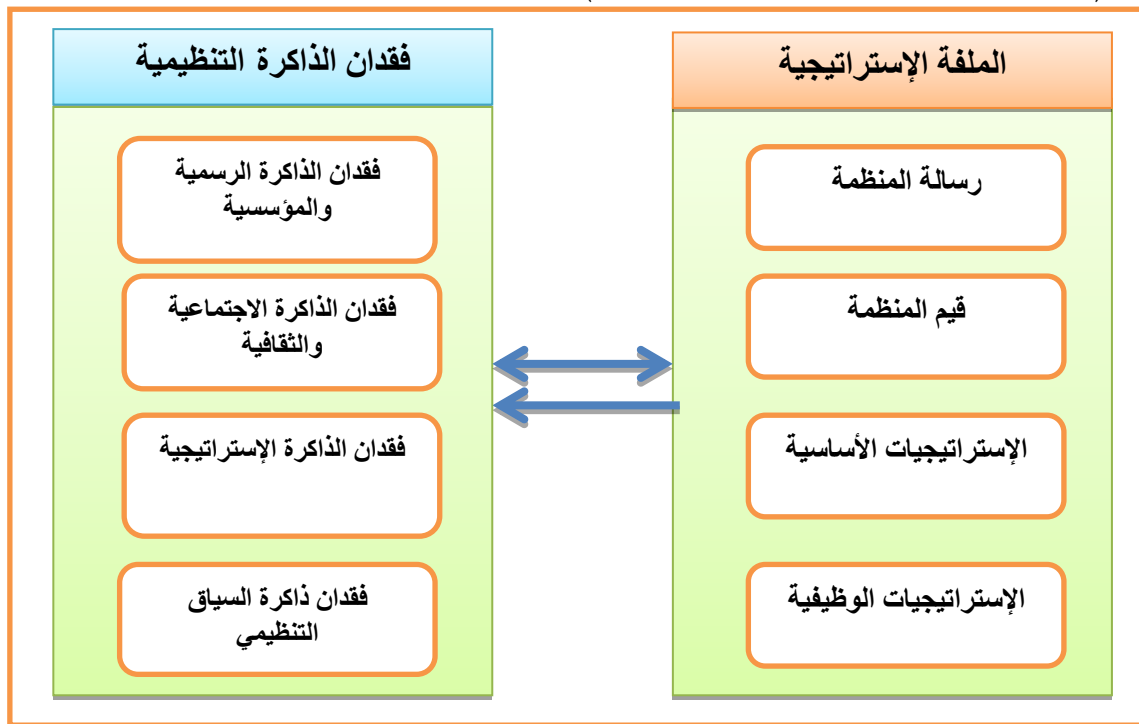 الملفة الإستراتيجية
رسالة المنظمة
قيم المنظمة
الإستراتيجيات الأساسية
الإستراتيجيات الوظيفية
فقدان الذاكرة التنظيمية
فقدان الذاكرة الرسمية
والمؤسسية
فقدان الذاكرة الاجتماعية
والثقافية
فقدان الذاكرة الإستراتيجية
فقدان ذاكرة السياق
التنظيمي